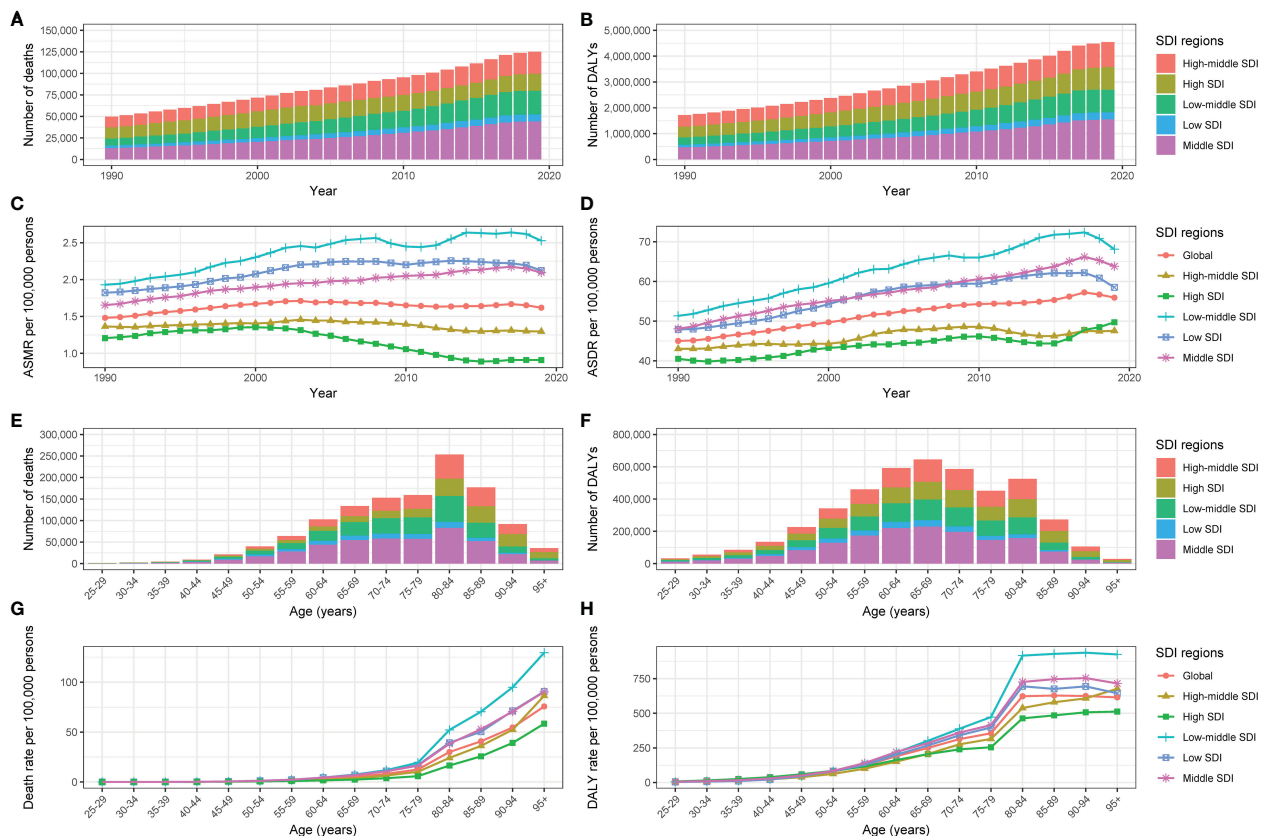 A
Number of deaths
150,000
125,000
100,000
75,000
50,000
25,000
0
1990
2000
2010
2020
Year
B
Number of DALYs
5,000,000
4,000,000
3,000,000
2,000,000
1,000,000
0
1990
2000
2010
2020
Year
SDI regions
High-middle SDI
High SDI
Low-middle SDI
Low SDI
Middle SDI
C
ASMR per 100,000 persons
2.5
2.0
1.5
1.0
1990
2000
2010
2020
Year
D
ASDR per 100,000 persons
70
60
50
40
1990
2000
2010
2020
Year
SDI regions
Global
High-middle SDI
High SDI
Low-middle SDI
Low SDI
Middle SDI
E
Number of deaths
300,000
250,000
200,000
150,000
100,000
50,000
0
25-29
30-34
35-39
40-44
45-49
50-54
55-59
60-64
65-69
70-74
75-79
80-84
85-89
90-94
95+
Age (years)
F
Number of DALYs
800,000
600,000
400,000
200,000
0
25-29
30-34
35-39
40-44
45-49
50-54
55-59
60-64
65-69
70-74
75-79
80-84
85-89
90-94
95+
Age (years)
SDI regions
High-middle SDI
High SDI
Low-middle SDI
Low SDI
Middle SDI
G
Death rate per 100,000 persons
100
50
0
25-29
30-34
35-39
40-44
45-49
50-54
55-59
60-64
65-69
70-74
75-79
80-84
85-89
90-94
95+
Age (years)
H
DALY rate per 100,000 persons
750
500
250
0
25-29
30-34
35-39
40-44
45-49
50-54
55-59
60-64
65-69
70-74
75-79
80-84
85-89
90-94
95+
Age (years)
SDI regions
Global
High-middle SDI
High SDI
Low-middle SDI
Low SDI
Middle SDI